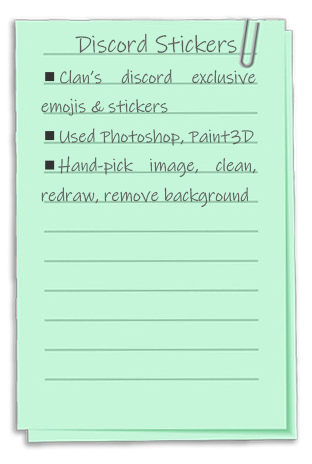 Discord Stickers
■ Clan's discord exclusive
emojis & stickers
■ Used Photoshop, Paint3D
■ Hand-pick image, clean,
redraw, remove background